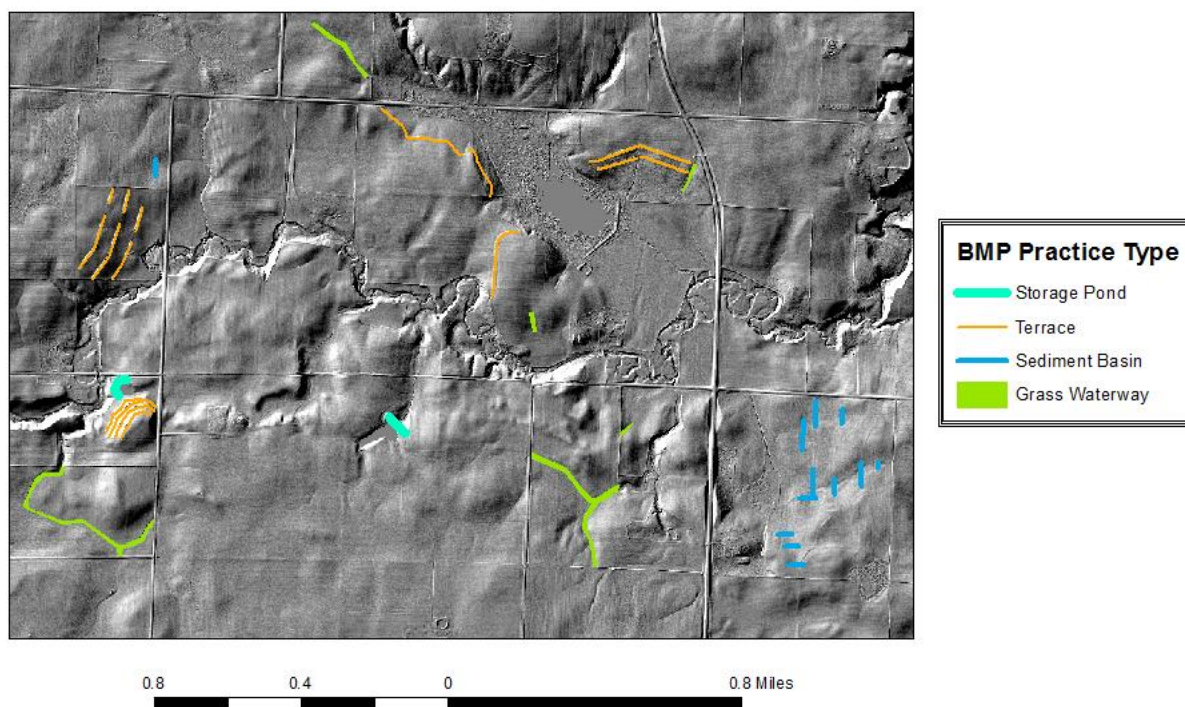 BMP Practice Type
Storage Pond
Terrace
Sediment Basin
Grass Waterway
0.8 0.4 0 0.8 Miles